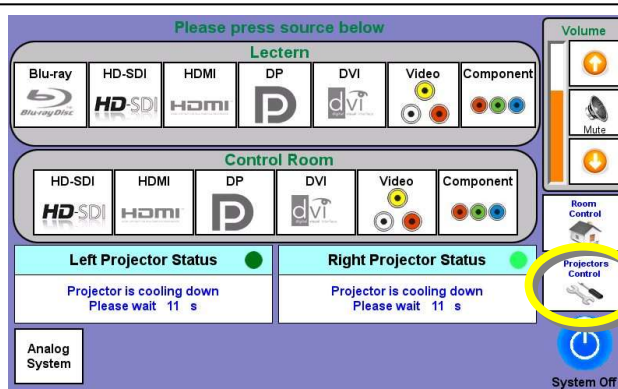 Please press source below
Lectern
Blu-ray
Blu-ray Disc
HD-SDI
HD-SDI
HDMI
HDMI
DP
DVI
dvi
Video
Component
Control Room
HD-SDI
HD-SDI
HDMI
HDMI
DP
DVI
dvi
Video
Component
Left Projector Status
Projector is cooling down
Please wait 11 s
Right Projector Status
Projector is cooling down
Please wait 11 s
Analog
System
Volume
Mute
Room
Control
Projectors
Control
System Off